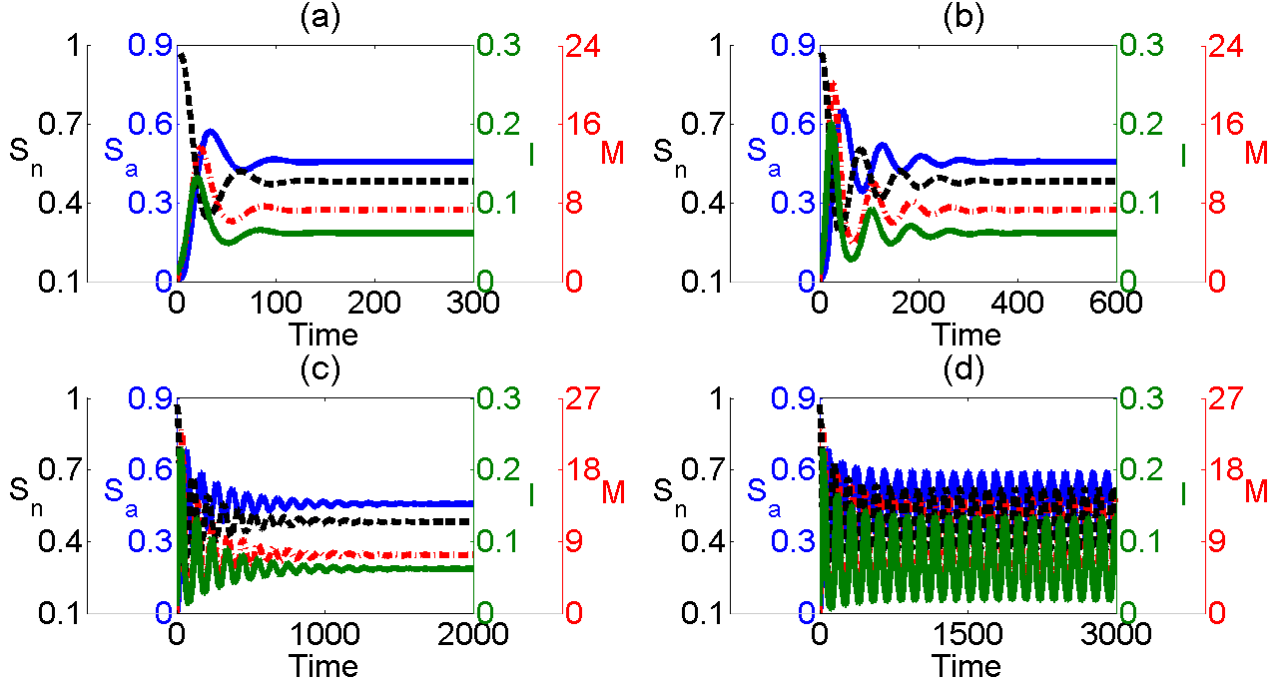 (a) (b)
1 0.9 0.3 24 1 0.9 0.3 24
0.7 0.6 0.2 16 0.7 0.6 0.2 16
Sn Sa I M Sn Sa I M
0.4 0.3 0.1 8 0.4 0.3 0.1 8
0.1 0 0 0 0.1 0 0 0
0 100 200 300 0 200 400 600
Time Time
(c) (d)
1 0.9 0.3 27 1 0.9 0.3 27
0.7 0.6 0.2 18 0.7 0.6 0.2 18
Sn Sa I M Sn Sa I M
0.4 0.3 0.1 9 0.4 0.3 0.1 9
0.1 0 0 0 0.1 0 0 0
0 1000 2000 0 1500 3000
Time Time